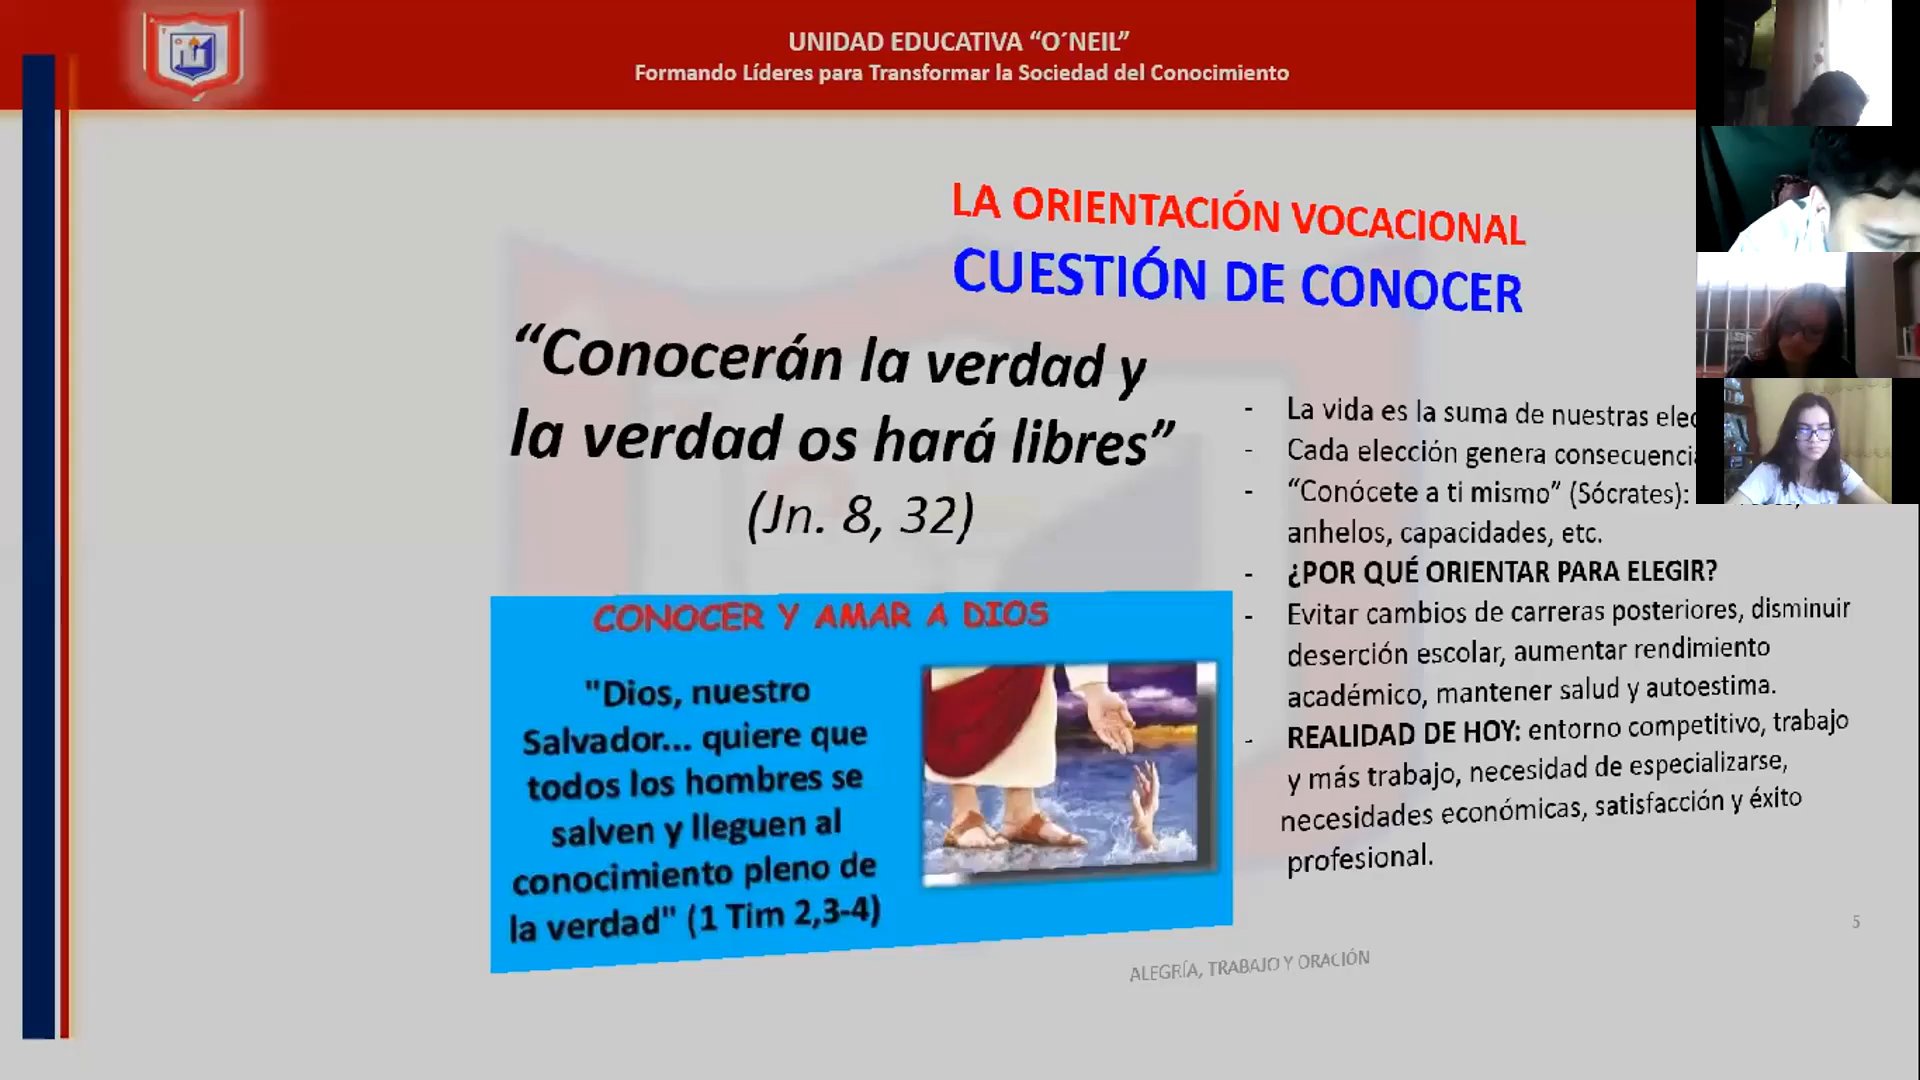 UNIDAD EDUCATIVA “O´NEIL”
Formando Líderes para Transformar la Sociedad del Conocimiento
LA ORIENTACIÓN VOCACIONAL
CUESTIÓN DE CONOCER
“Conocerán la verdad y
la verdad os hará libres”
(Jn. 8, 32)
CONOCER Y AMAR A DIOS
"Dios, nuestro
Salvador... quiere que
todos los hombres se
salven y lleguen al
conocimiento pleno de
la verdad" (1 Tim 2,3-4)
- La vida es la suma de nuestras
- Cada elección genera
- “Conócete a ti mismo” (Sócrates):
anhelos, capacidades, etc.
- ¿POR QUÉ ORIENTAR PARA ELEGIR?
- Evitar cambios de carreras posteriores, disminuir
deserción escolar, aumentar rendimiento
académico, mantener salud y autoestima.
- REALIDAD DE HOY: entorno competitivo, trabajo
y más trabajo, necesidad de especializarse,
necesidades económicas, satisfacción y éxito
profesional.
5
ALEGRÍA, TRABAJO Y ORACIÓN